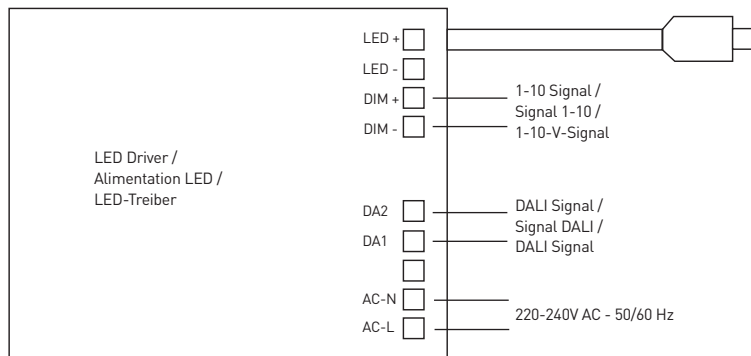 LED +
LED -
DIM +
1-10 Signal /
Signal 1-10 /
DIM -
1-10-V-Signal
LED Driver /
Alimentation LED /
LED-Treiber
DA2
DALI Signal /
Signal DALI /
DA1
DALI Signal
AC-N
220-240V AC - 50/60 Hz
AC-L